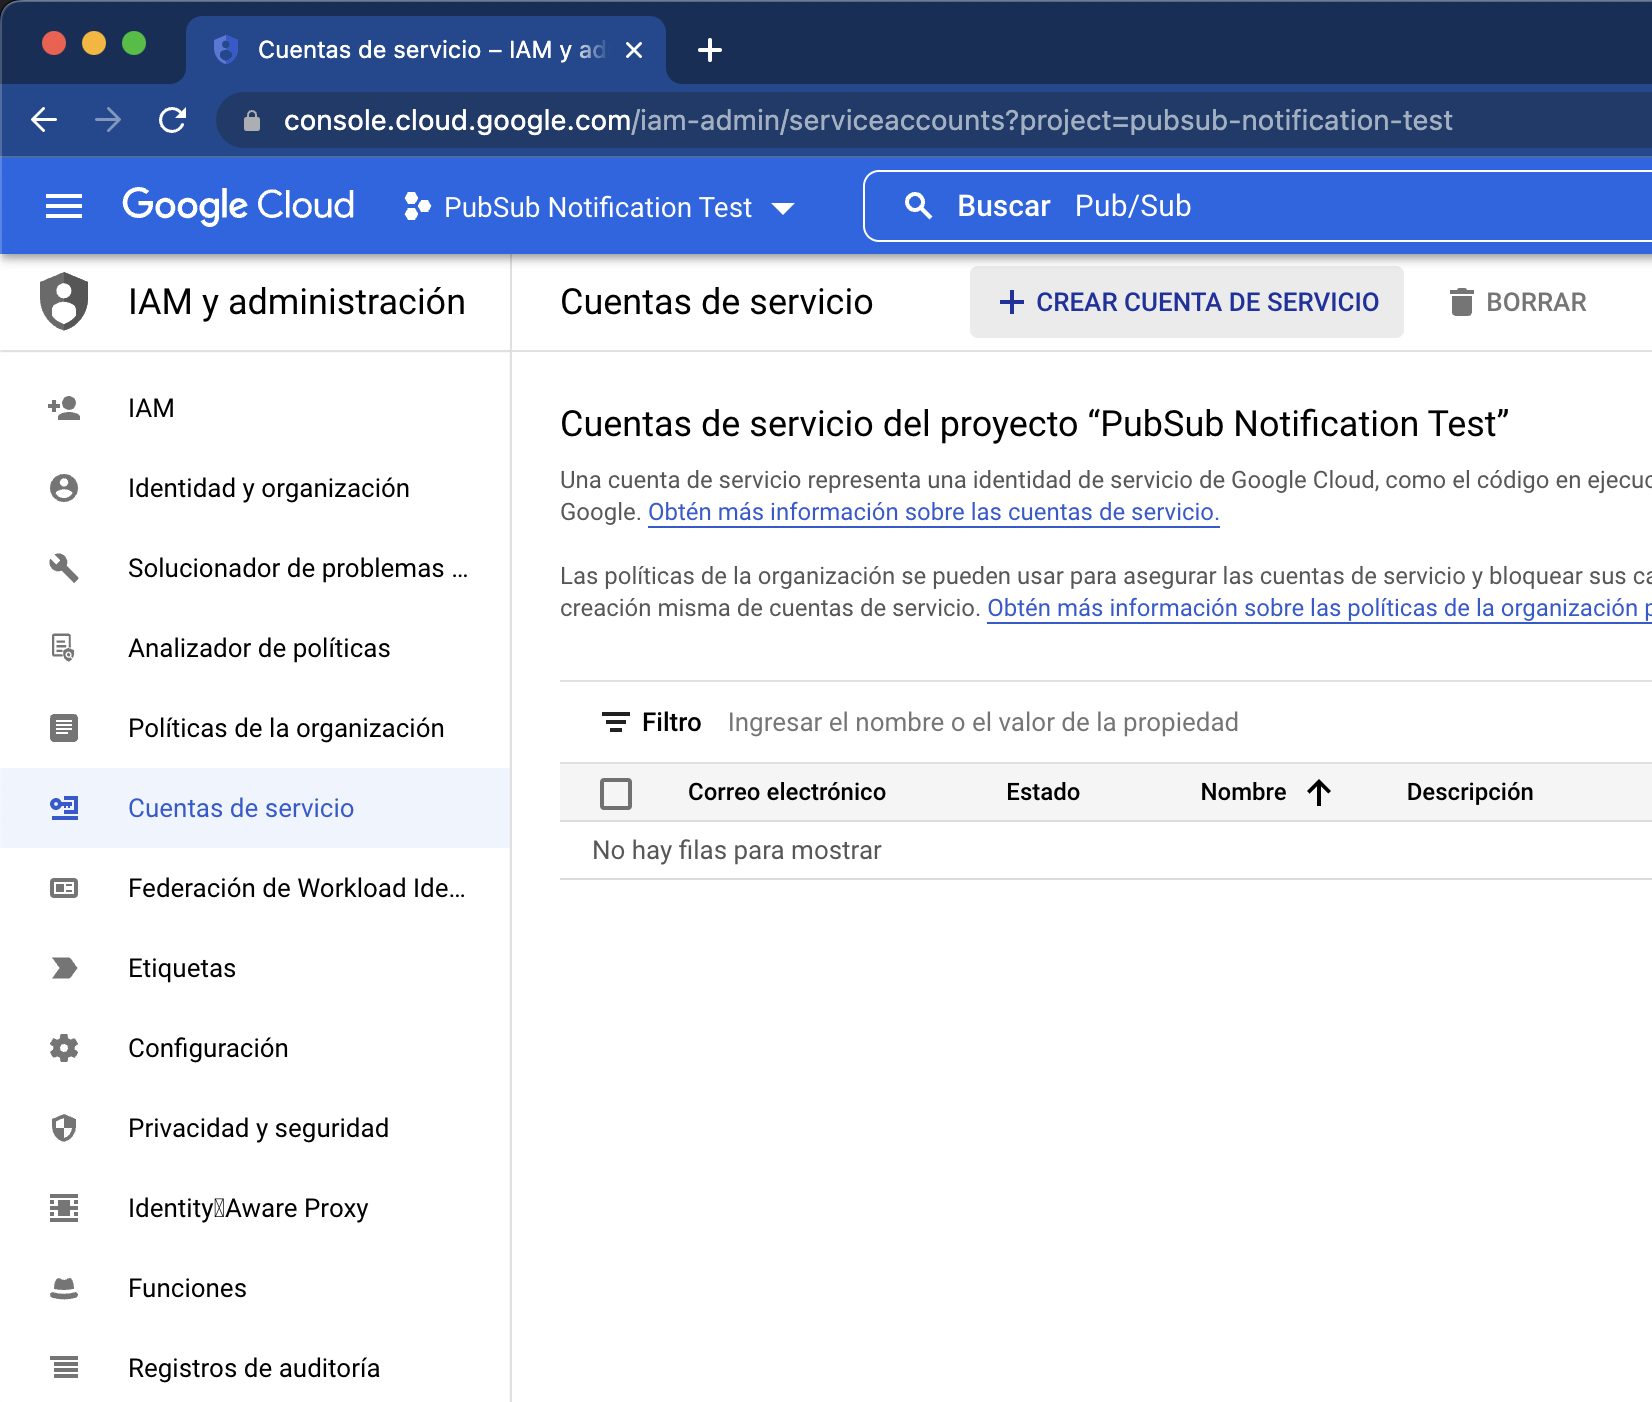 Cuentas de servicio – IAM y ad
console.cloud.google.com/iam-admin/serviceaccounts?project=pubsub-notification-test
Google Cloud PubSub Notification Test Buscar Pub/Sub
IAM y administración
Cuentas de servicio CREAR CUENTA DE SERVICIO BORRAR
IAM
Identidad y organización
Solucionador de problemas ...
Analizador de políticas
Políticas de la organización
Cuentas de servicio
Federación de Workload Ide...
Etiquetas
Configuración
Privacidad y seguridad
Identity▯Aware Proxy
Funciones
Registros de auditoría
Cuentas de servicio del proyecto “PubSub Notification Test”
Una cuenta de servicio representa una identidad de servicio de Google Cloud, como el código en ejecuc
Google. Obtén más información sobre las cuentas de servicio.
Las políticas de la organización se pueden usar para asegurar las cuentas de servicio y bloquear sus ca
creación misma de cuentas de servicio. Obtén más información sobre las políticas de la organización p
Filtro Ingresar el nombre o el valor de la propiedad
Correo electrónico Estado Nombre Descripción
No hay filas para mostrar